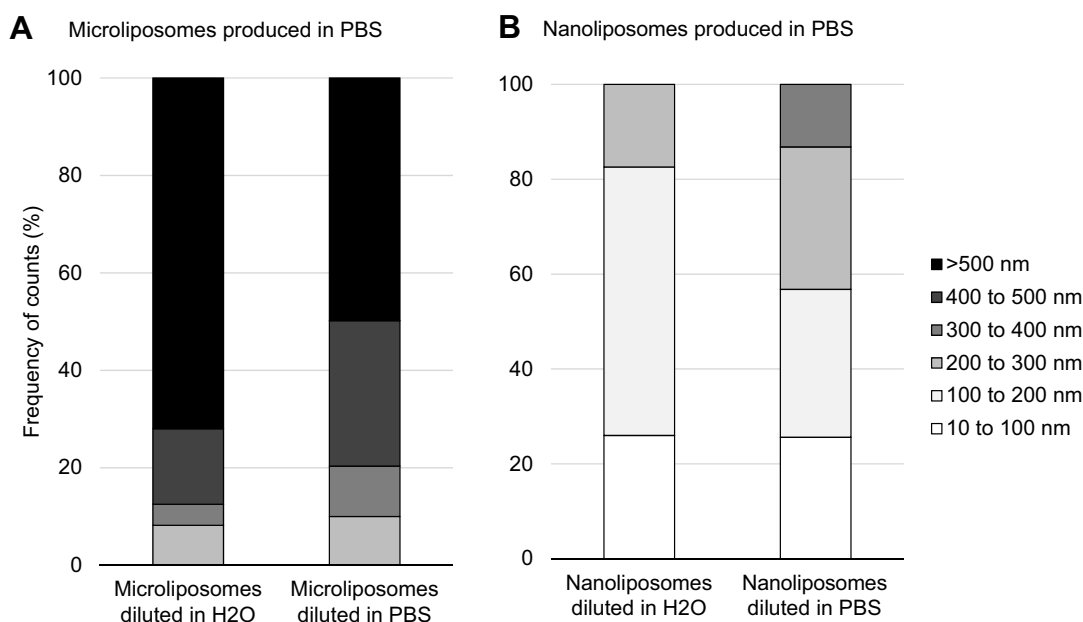 A Microliposomes produced in PBS
B Nanoliposomes produced in PBS
Frequency of counts (%)
100
80
60
40
20
0
Microliposomes
diluted in H2O
Microliposomes
diluted in PBS
100
80
60
40
20
0
Nanoliposomes
diluted in H2O
Nanoliposomes
diluted in PBS
>500 nm
400 to 500 nm
300 to 400 nm
200 to 300 nm
100 to 200 nm
10 to 100 nm